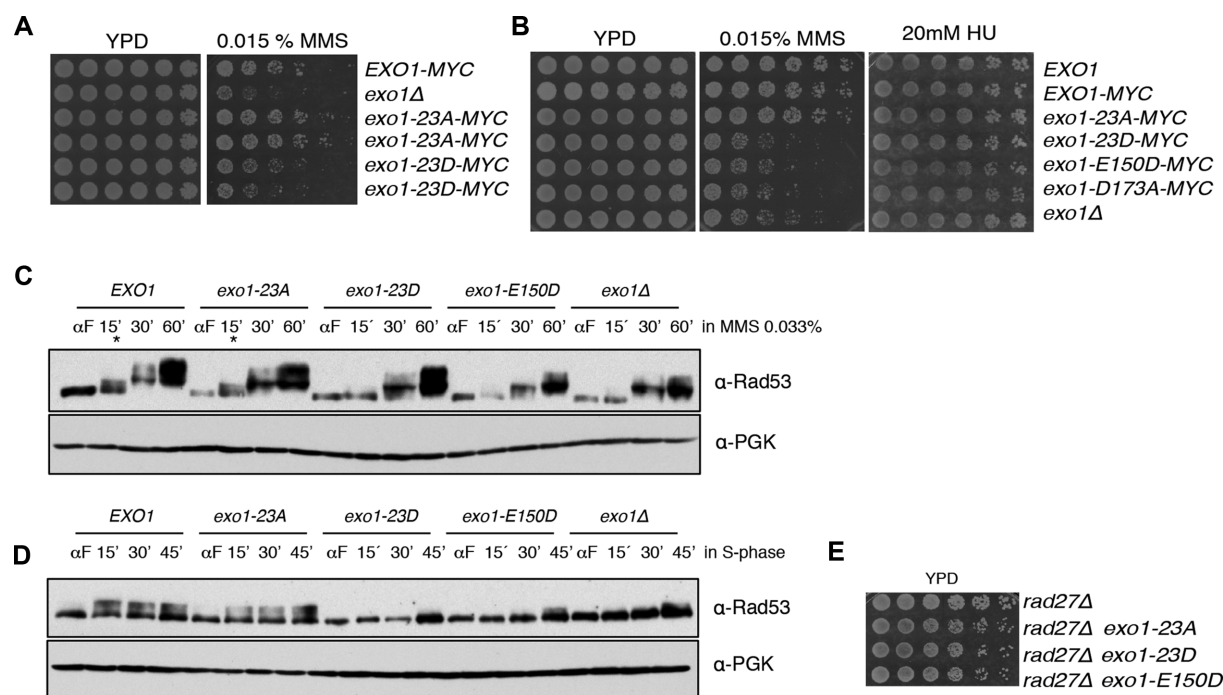 A
YPD
0.015 % MMS
EXO1-MYC
exo1Δ
exo1-23A-MYC
exo1-23A-MYC
exo1-23D-MYC
exo1-23D-MYC
B
YPD
0.015% MMS
20mM HU
EXO1
EXO1-MYC
exo1-23A-MYC
exo1-23D-MYC
exo1-E150D-MYC
exo1-D173A-MYC
exo1Δ
C
EXO1 exo1-23A exo1-23D exo1-E150D exo1Δ
αF 15’ 30’ 60’ αF 15’ 30’ 60’ αF 15´ 30’ 60’ αF 15´ 30’ 60’ αF 15´ 30’ 60’ in MMS 0.033%
* *
α-Rad53
α-PGK
D
EXO1 exo1-23A exo1-23D exo1-E150D exo1Δ
αF 15’ 30’ 45’ αF 15´ 30’ 45’ αF 15´ 30’ 45’ αF 15´ 30’ 45’ αF 15´ 30’ 45’ in S-phase
α-Rad53
α-PGK
E
YPD
rad27Δ
rad27Δ exo1-23A
rad27Δ exo1-23D
rad27Δ exo1-E150D